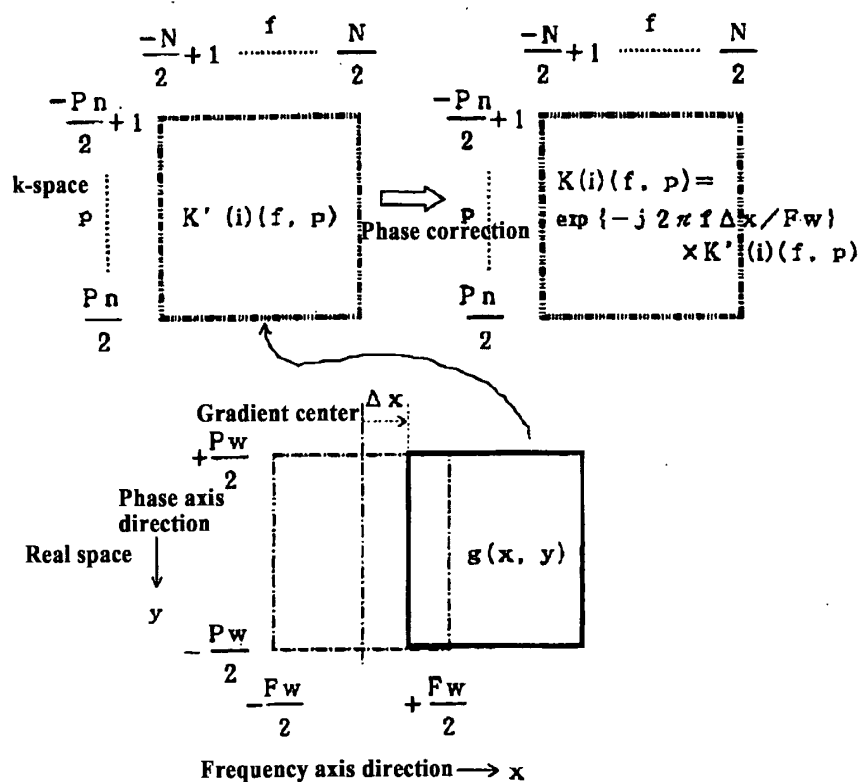 -N/2 +1 ........ f ........ N/2
-Pn/2 +1
k-space
p
Pn/2
K' (i) (f, p)
Phase correction
-N/2 +1 ........ f ........ N/2
-Pn/2 +1
p
Pn/2
K(i) (f, p) =
exp {-j 2 π f Δx/Fw}
×K' (i) (f, p)
Gradient center
Δx
+Pw/2
Phase axis
direction
Real space
y
g(x, y)
-Pw/2
-Fw/2
+Fw/2
Frequency axis direction → x